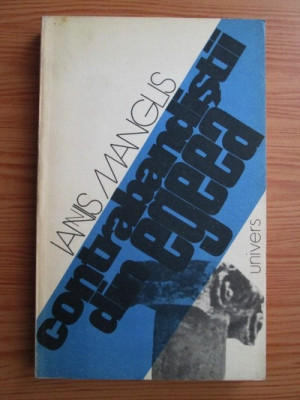 IANIS MANGLIS
contrabandiştii
din egeea
univers